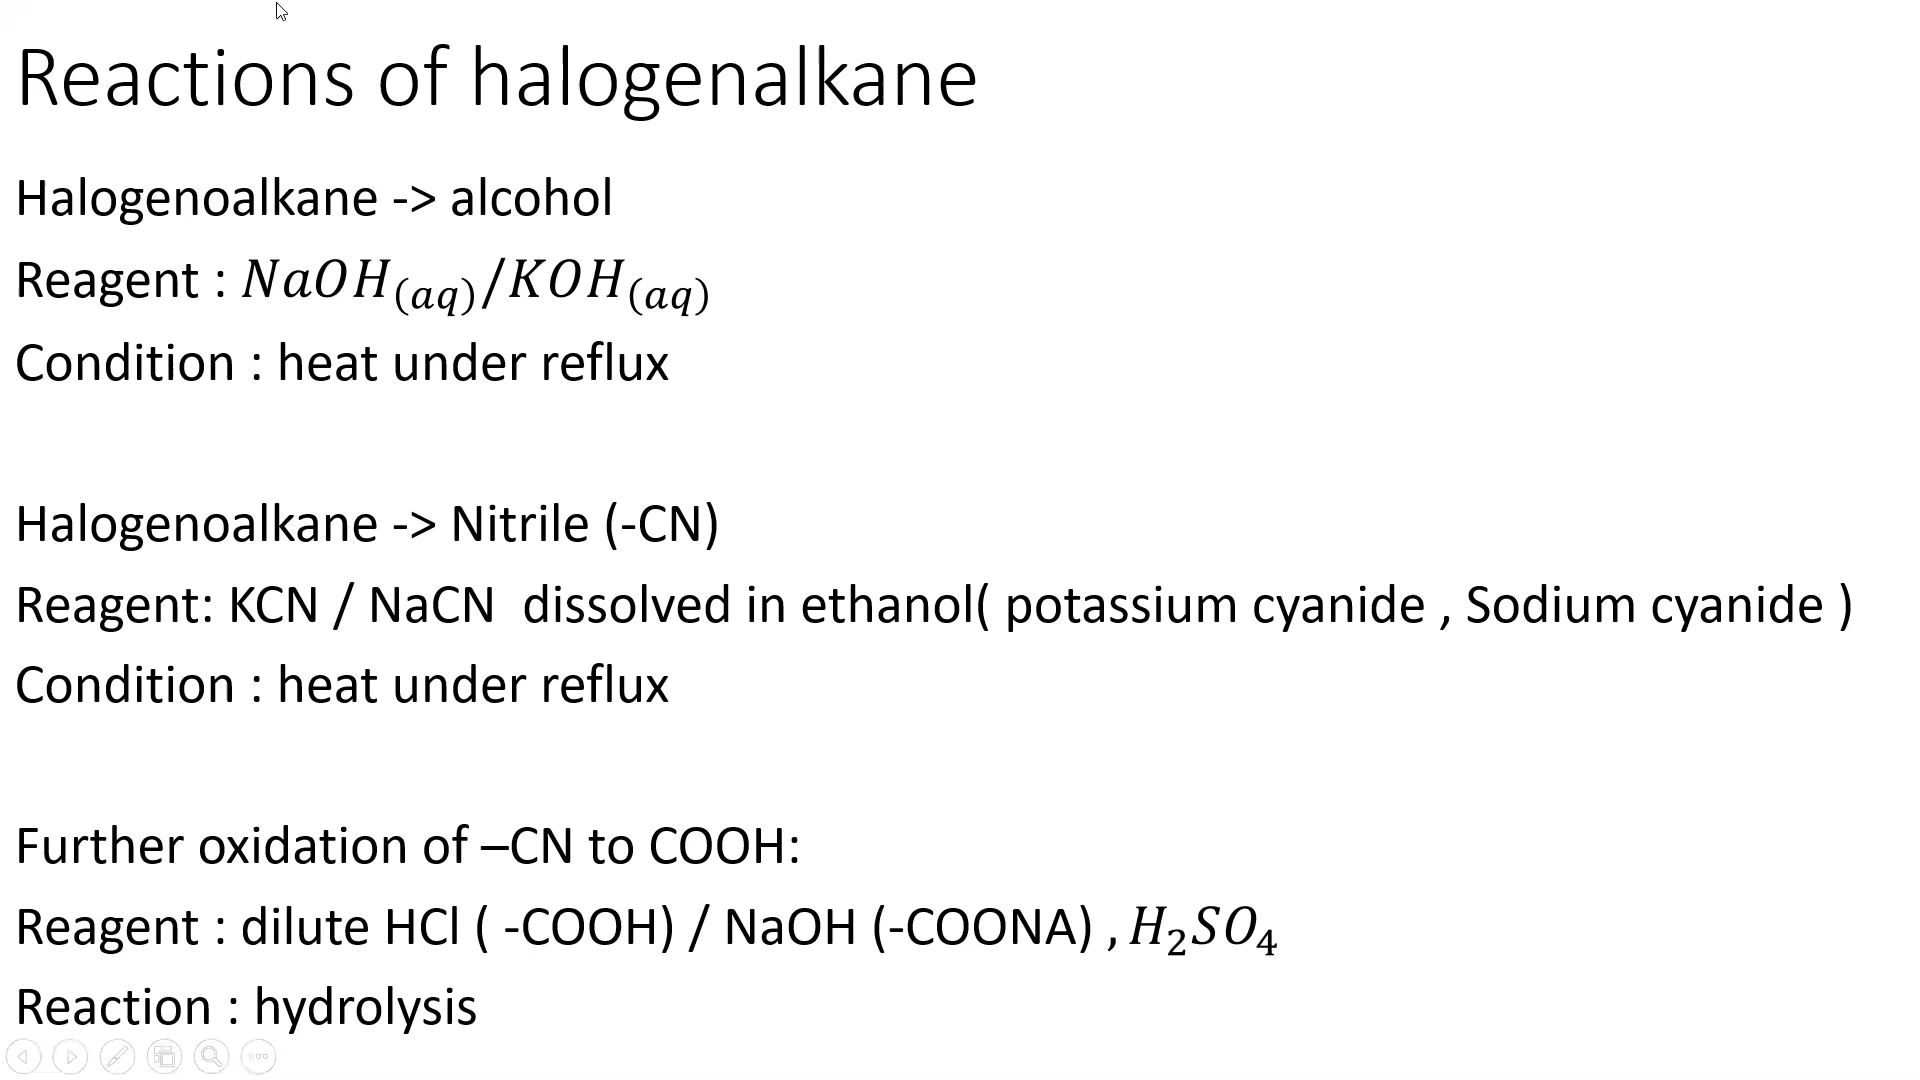 Reactions of halogenalkane
Halogenoalkane -> alcohol
Reagent : NaOH(aq)/KOH(aq)
Condition : heat under reflux
Halogenoalkane -> Nitrile (-CN)
Reagent: KCN / NaCN  dissolved in ethanol( potassium cyanide , Sodium cyanide )
Condition : heat under reflux
Further oxidation of –CN to COOH:
Reagent : dilute HCl ( -COOH) / NaOH (-COONA) , H₂SO₄
Reaction : hydrolysis